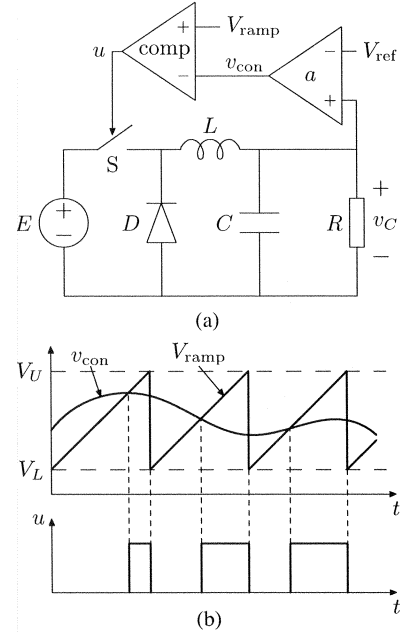 + V_ramp
u comp
− v_con a − V_ref
+
S L
E + − D C R + v_C −
(a)
v_con V_ramp
V_U
V_L
t
u
t
(b)